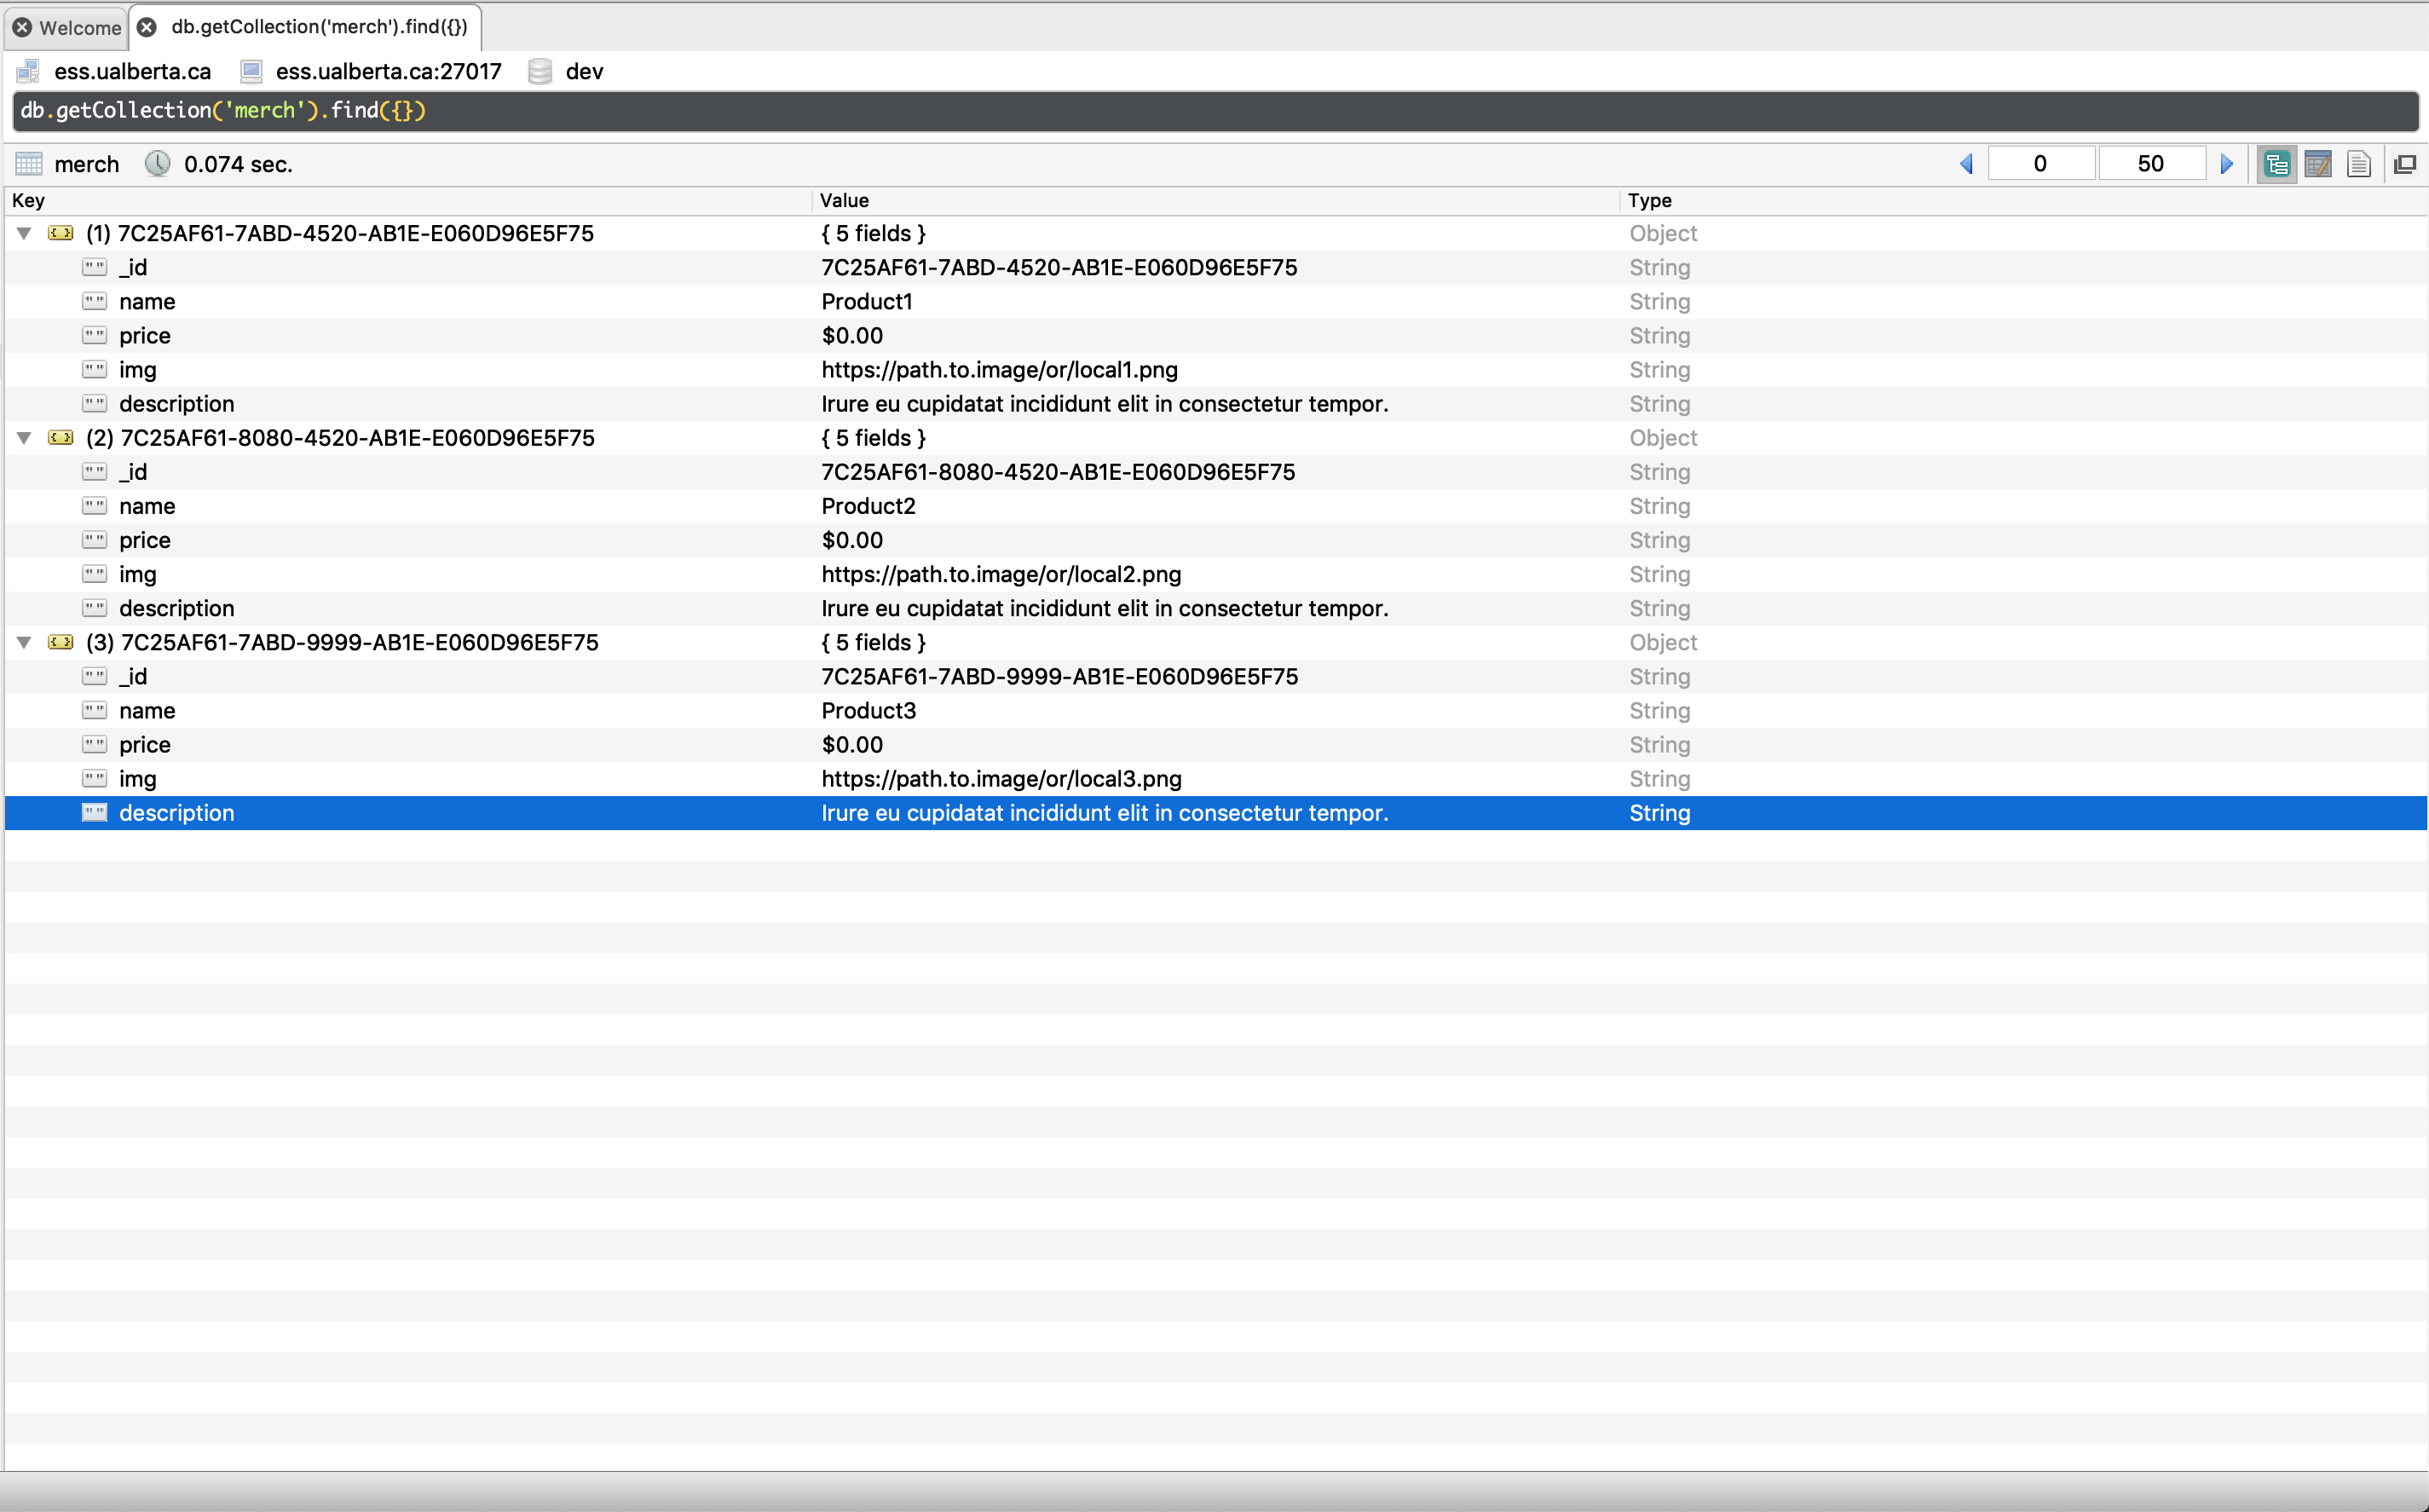 Welcome db.getCollection('merch').find({})
ess.ualberta.ca ess.ualberta.ca:27017 dev
db.getCollection('merch').find({})
merch 0.074 sec. 0 50
Key Value Type
(1) 7C25AF61-7ABD-4520-AB1E-E060D96E5F75 { 5 fields } Object
_id 7C25AF61-7ABD-4520-AB1E-E060D96E5F75 String
name Product1 String
price $0.00 String
img https://path.to.image/or/local1.png String
description Irure eu cupidatat incididunt elit in consectetur tempor. String
(2) 7C25AF61-8080-4520-AB1E-E060D96E5F75 { 5 fields } Object
_id 7C25AF61-8080-4520-AB1E-E060D96E5F75 String
name Product2 String
price $0.00 String
img https://path.to.image/or/local2.png String
description Irure eu cupidatat incididunt elit in consectetur tempor. String
(3) 7C25AF61-7ABD-9999-AB1E-E060D96E5F75 { 5 fields } Object
_id 7C25AF61-7ABD-9999-AB1E-E060D96E5F75 String
name Product3 String
price $0.00 String
img https://path.to.image/or/local3.png String
description Irure eu cupidatat incididunt elit in consectetur tempor. String